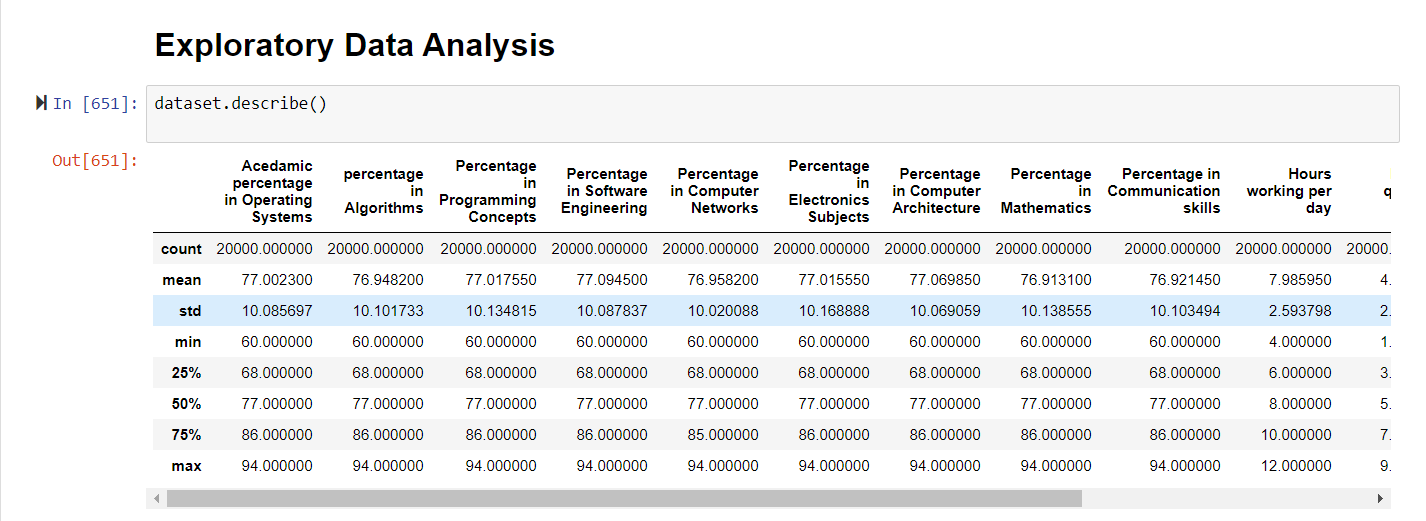 Exploratory Data Analysis
In [651]: dataset.describe()
Out[651]:
Acedamic percentage in Operating Systems percentage in Algorithms Percentage in Programming Concepts Percentage in Software Engineering Percentage in Computer Networks Percentage in Electronics Subjects Percentage in Computer Architecture Percentage in Mathematics Percentage in Communication skills Hours working per day
count 20000.000000 20000.000000 20000.000000 20000.000000 20000.000000 20000.000000 20000.000000 20000.000000 20000.000000 20000.000000 20000.
mean 77.002300 76.948200 77.017550 77.094500 76.958200 77.015550 77.069850 76.913100 76.921450 7.985950 4.
std 10.085697 10.101733 10.134815 10.087837 10.020088 10.168888 10.069059 10.138555 10.103494 2.593798 2.
min 60.000000 60.000000 60.000000 60.000000 60.000000 60.000000 60.000000 60.000000 60.000000 4.000000 1.
25% 68.000000 68.000000 68.000000 68.000000 68.000000 68.000000 68.000000 68.000000 68.000000 6.000000 3.
50% 77.000000 77.000000 77.000000 77.000000 77.000000 77.000000 77.000000 77.000000 77.000000 8.000000 5.
75% 86.000000 86.000000 86.000000 86.000000 85.000000 86.000000 86.000000 86.000000 86.000000 10.000000 7.
max 94.000000 94.000000 94.000000 94.000000 94.000000 94.000000 94.000000 94.000000 94.000000 12.000000 9.